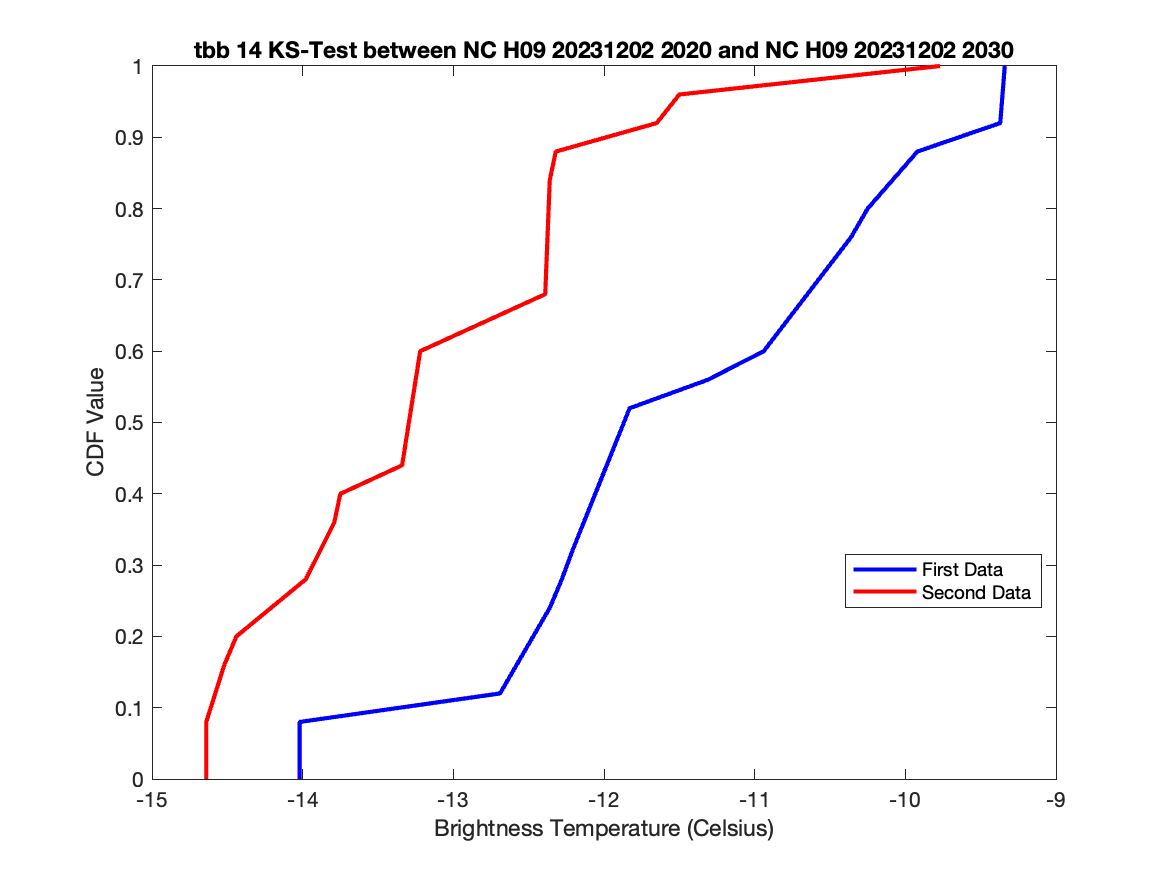 tbb 14 KS-Test between NC H09 20231202 2020 and NC H09 20231202 2030
1
0.9
0.8
0.7
0.6
0.5
0.4
0.3
0.2
0.1
0
CDF Value
First Data
Second Data
-15 -14 -13 -12 -11 -10 -9
Brightness Temperature (Celsius)